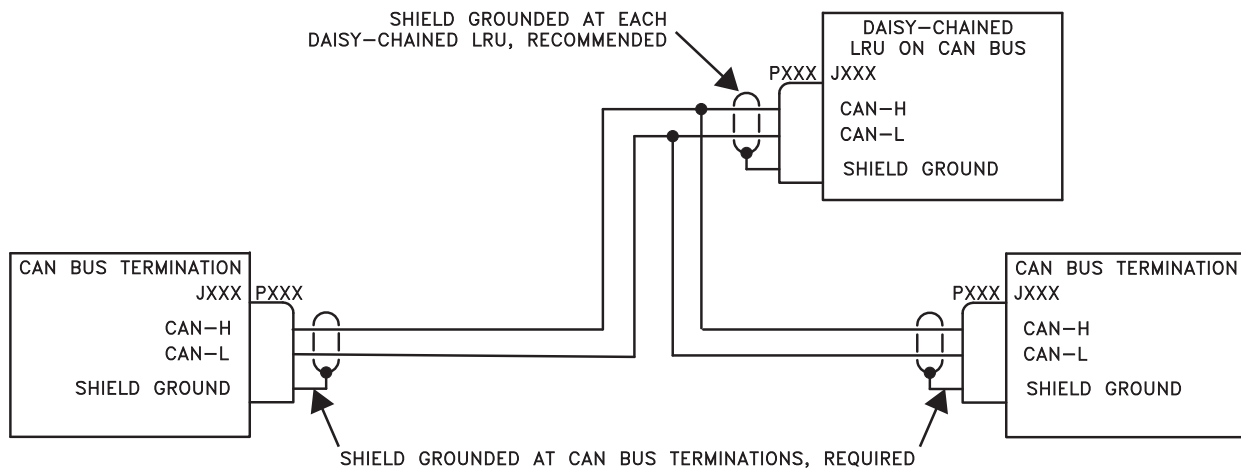 SHIELD GROUNDED AT EACH
DAISY-CHAINED LRU, RECOMMENDED
DAISY-CHAINED
LRU ON CAN BUS
PXXX JXXX
CAN-H
CAN-L
SHIELD GROUND
CAN BUS TERMINATION
JXXX PXXX
CAN-H
CAN-L
SHIELD GROUND
CAN BUS TERMINATION
PXXX JXXX
CAN-H
CAN-L
SHIELD GROUND
SHIELD GROUNDED AT CAN BUS TERMINATIONS, REQUIRED